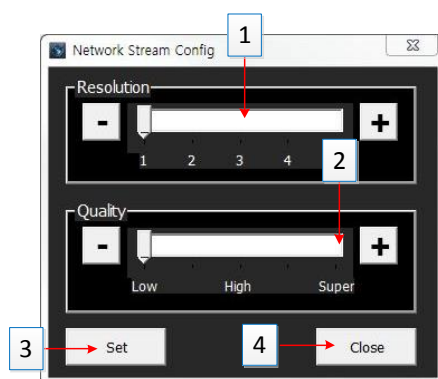 Network Stream Config
1
Resolution
- +
1 2 3 4
2
Quality
- +
Low High Super
3 Set 4 Close